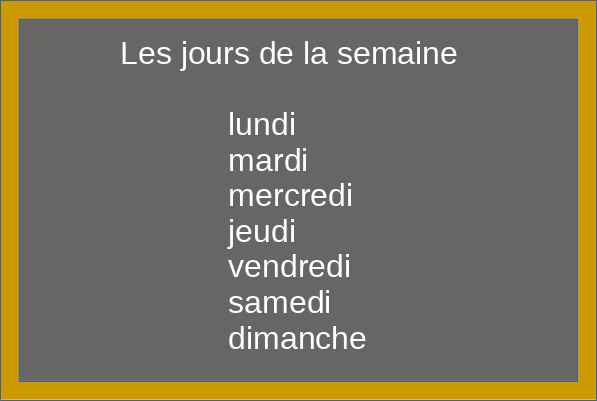 Les jours de la semaine
lundi
mardi
mercredi
jeudi
vendredi
samedi
dimanche